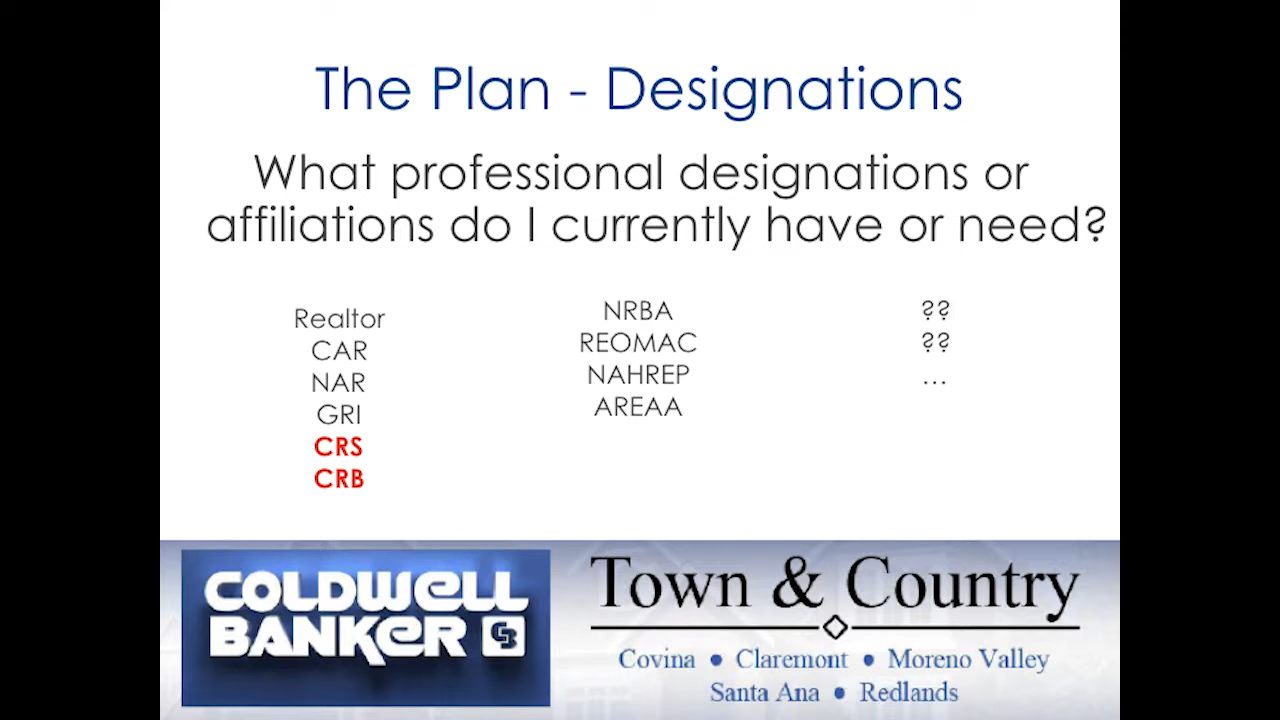 The Plan - Designations
What professional designations or
affiliations do I currently have or need?
Realtor
CAR
NAR
GRI
CRS
CRB
NRBA
REOMAC
NAHREP
AREAA
??
??
...
COLDWELL
BANKER CB
Town & Country
Covina • Claremont • Moreno Valley
Santa Ana • Redlands